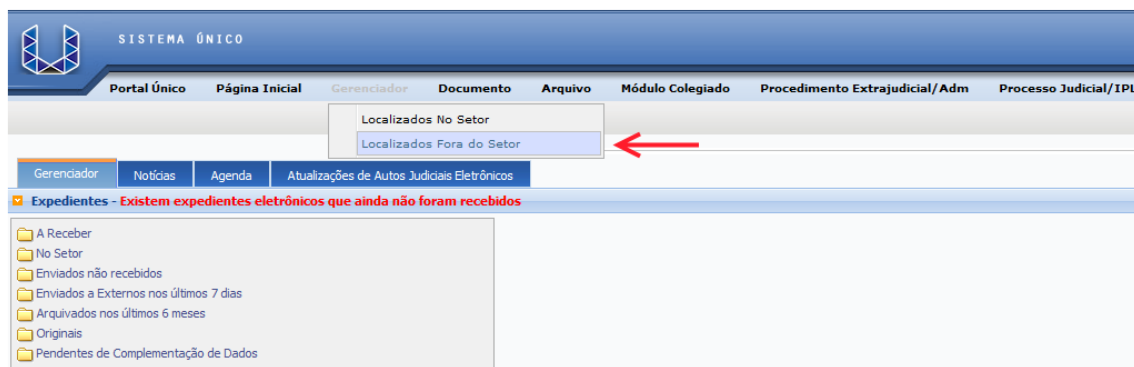 SISTEMA ÚNICO
Portal Único Página Inicial Gerenciador Documento Arquivo Módulo Colegiado Procedimento Extrajudicial/Adm Processo Judicial/IPL
Localizados No Setor
Localizados Fora do Setor
Gerenciador Notícias Agenda Atualizações de Autos Judiciais Eletrônicos
Expedientes - Existem expedientes eletrônicos que ainda não foram recebidos
A Receber
No Setor
Enviados não recebidos
Enviados a Externos nos últimos 7 dias
Arquivados nos últimos 6 meses
Originais
Pendentes de Complementação de Dados